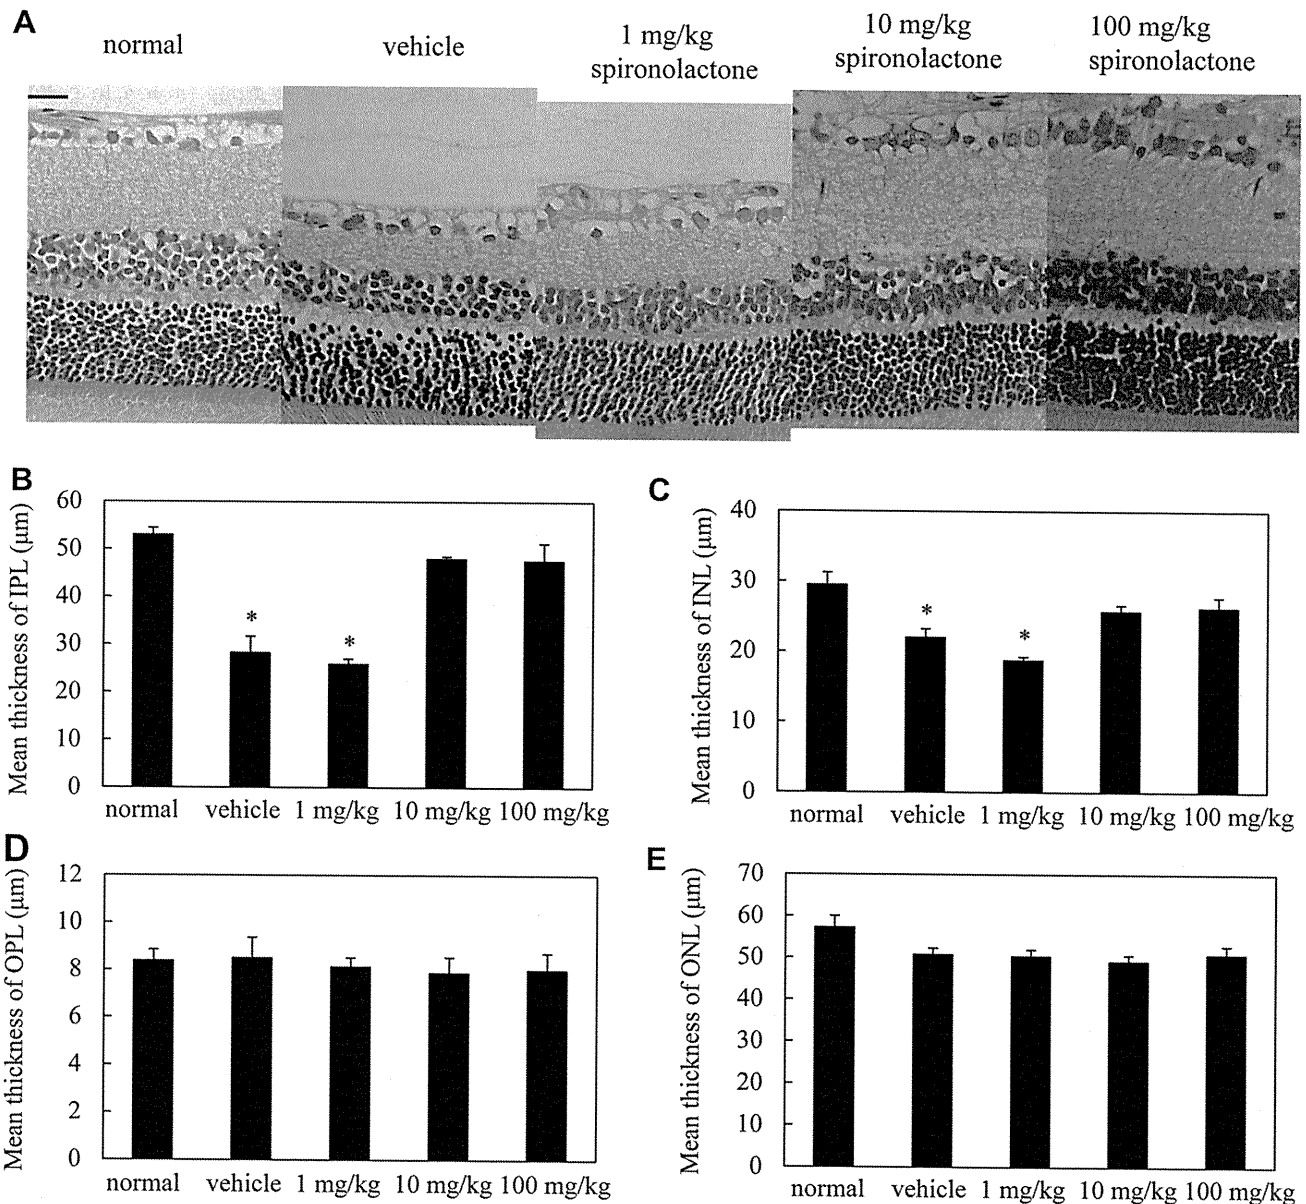 A
normal
vehicle
1 mg/kg
spironolactone
10 mg/kg
spironolactone
100 mg/kg
spironolactone
B
Mean thickness of IPL (μm)
60
50
40
30
20
10
0
*
*
normal vehicle 1 mg/kg 10 mg/kg 100 mg/kg
C
Mean thickness of INL (μm)
40
30
20
10
0
*
*
normal vehicle 1 mg/kg 10 mg/kg 100 mg/kg
D
Mean thickness of OPL (μm)
12
10
8
6
4
2
0
normal vehicle 1 mg/kg 10 mg/kg 100 mg/kg
E
Mean thickness of ONL (μm)
70
60
50
40
30
20
10
0
normal vehicle 1 mg/kg 10 mg/kg 100 mg/kg